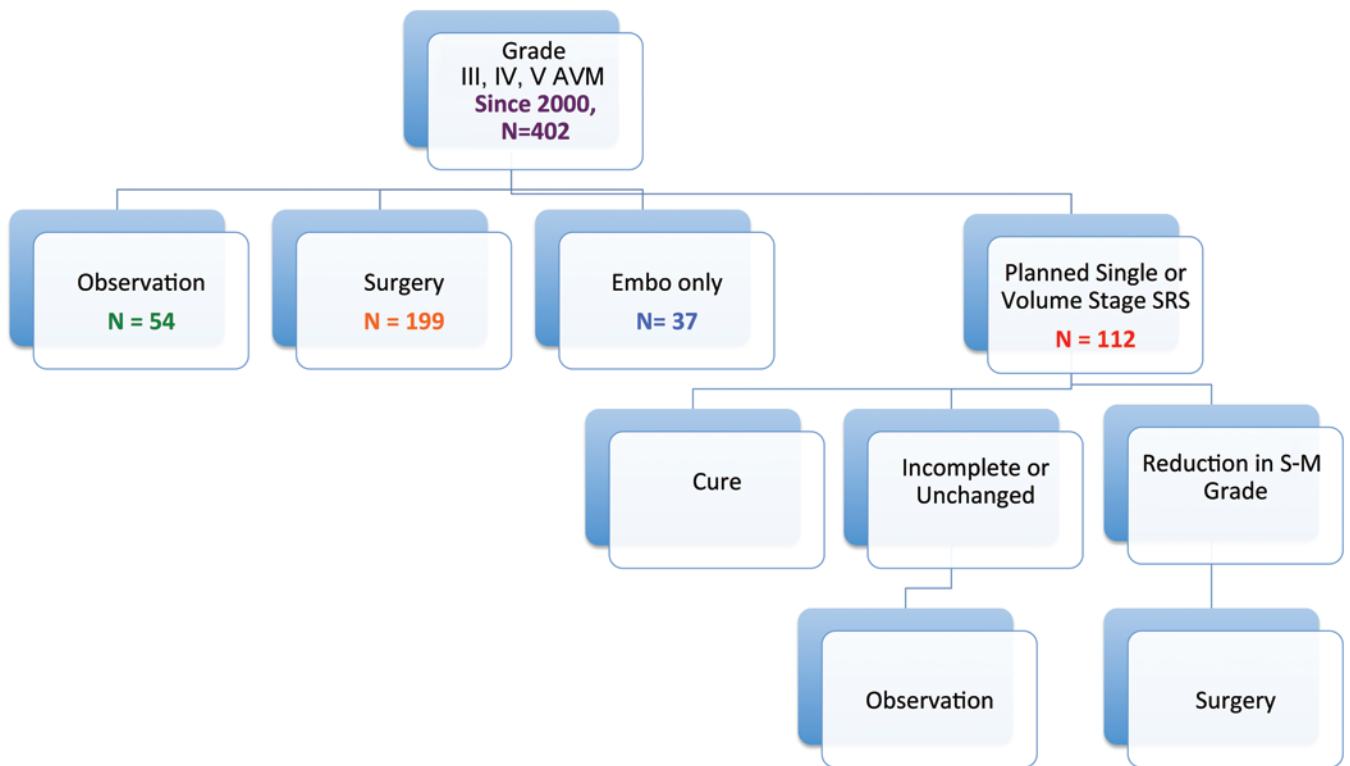 Grade
III, IV, V AVM
Since 2000,
N=402
Observation
N = 54
Surgery
N = 199
Embo only
N= 37
Planned Single or
Volume Stage SRS
N = 112
Cure
Incomplete or
Unchanged
Reduction in S-M
Grade
Observation
Surgery